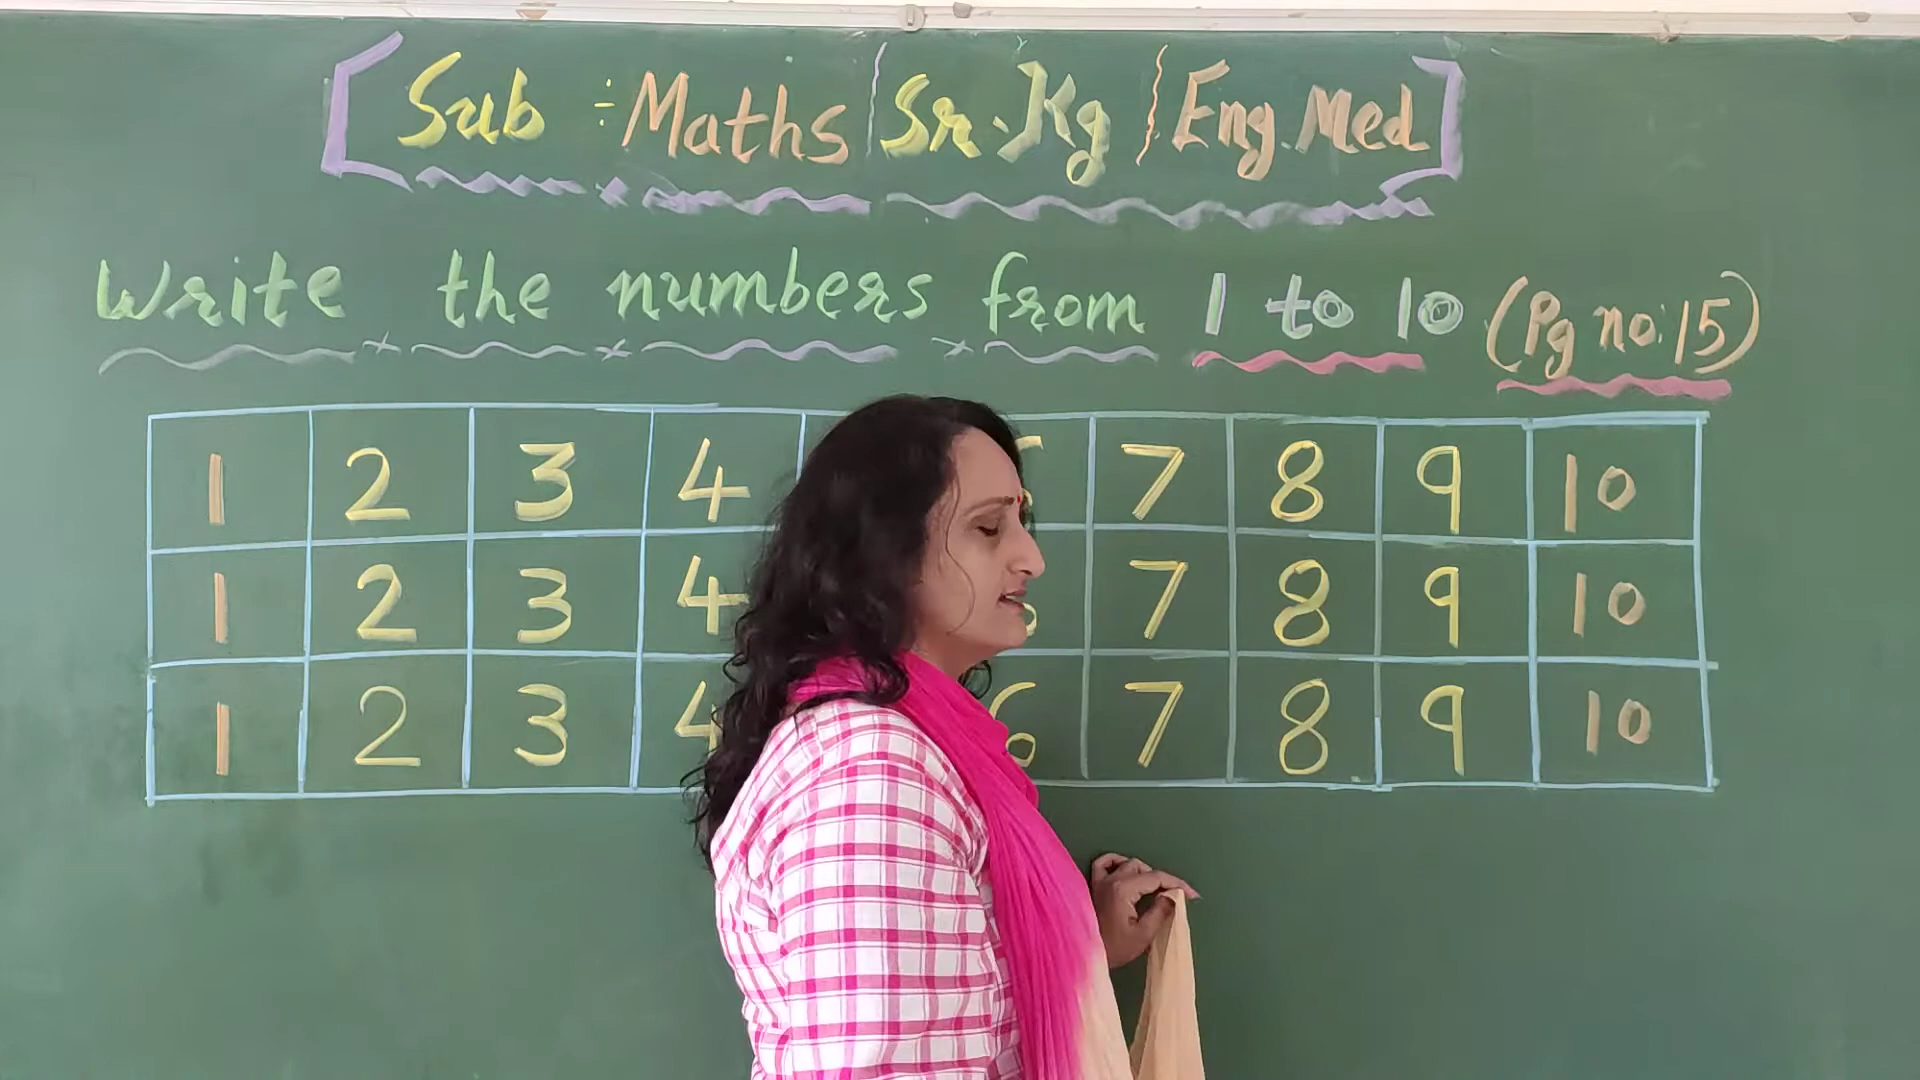 [Sub :- Maths | Sr. Kg | Eng. Med]
Write the numbers from 1 to 10 (Pg no: 15)
1 2 3 4 7 8 9 10
1 2 3 4 7 8 9 10
1 2 3 4 6 7 8 9 10